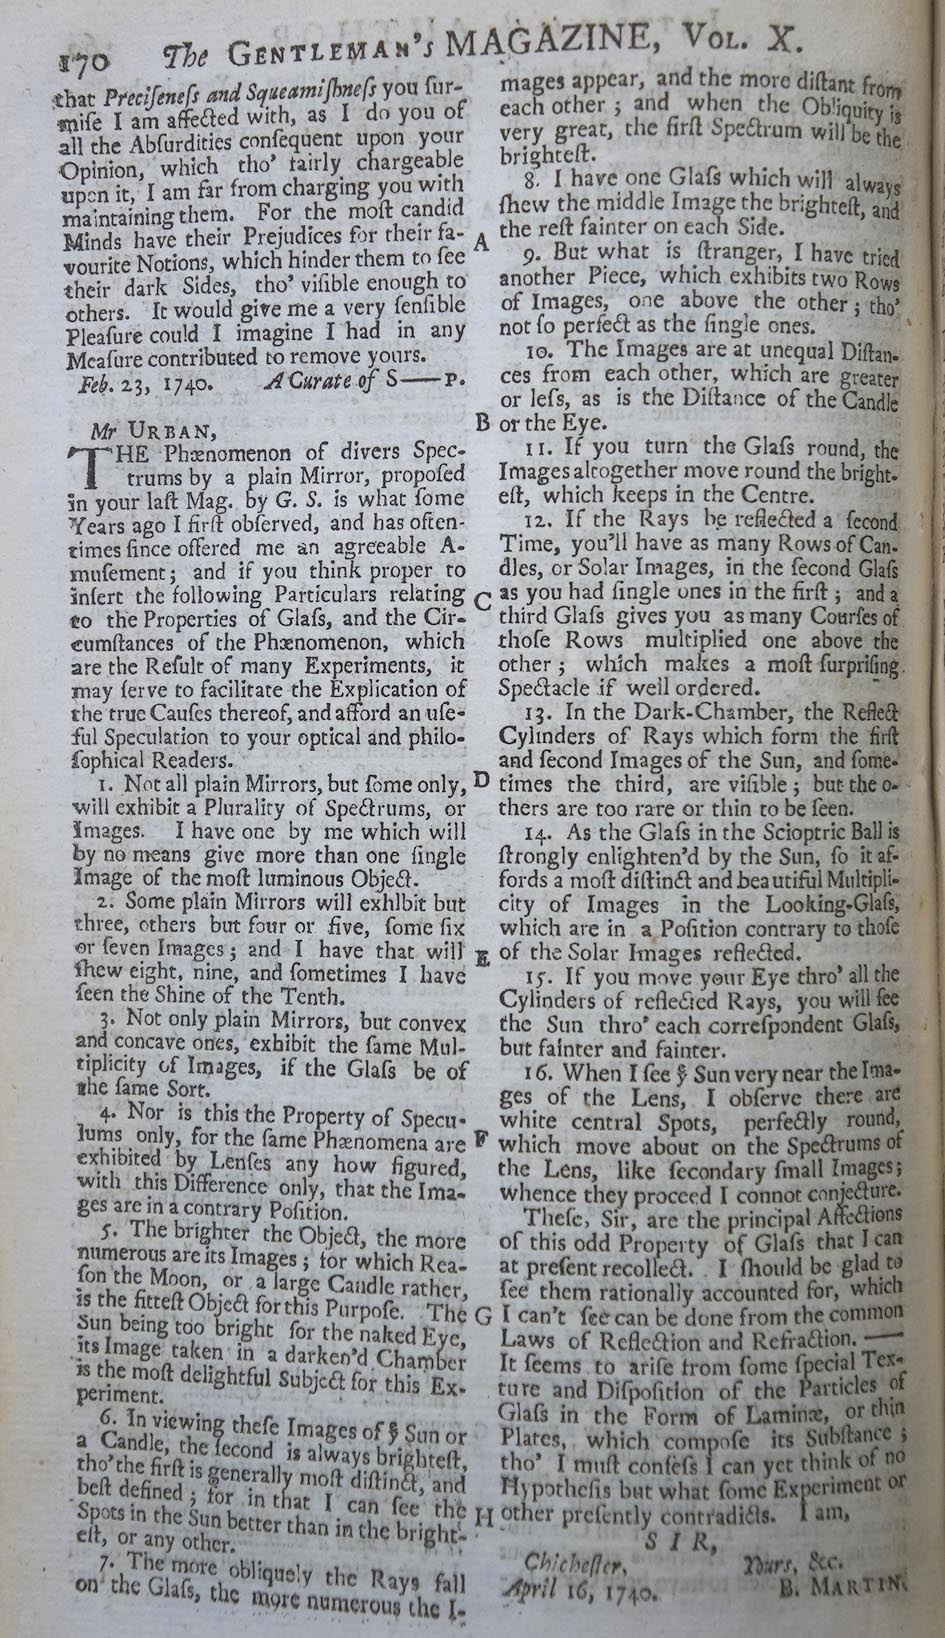 170 The GENTLEMAN's MAGAZINE, VOL. X.
that Preciſeneſs and Squeamiſhneſs you ſur-
miſe I am affected with, as I do you of
all the Abſurdities conſequent upon your
Opinion, which tho' fairly chargeable
upon it, I am far from charging you with
maintaining them. For the moſt candid
Minds have their Prejudices for their fa-
vourite Notions, which hinder them to ſee
their dark Sides, tho' viſible enough to
others. It would give me a very ſenſible
Pleaſure could I imagine I had in any
Meaſure contributed to remove yours.
Feb. 23, 1740. A Curate of S——P.
Mr URBAN,
THE Phænomenon of divers Spec-
trums by a plain Mirror, propoſed
in your laſt Mag. by G. S. is what ſome
Years ago I firſt obſerved, and has often-
times ſince offered me an agreeable A-
muſement; and if you think proper to
inſert the following Particulars relating
to the Properties of Glaſs, and the Cir-
cumſtances of the Phænomenon, which
are the Reſult of many Experiments, it
may ſerve to facilitate the Explication of
the true Cauſes thereof, and afford an uſe-
ful Speculation to your optical and philo-
ſophical Readers.
1. Not all plain Mirrors, but ſome only,
will exhibit a Plurality of Spectrums, or
Images. I have one by me which will
by no means give more than one ſingle
Image of the moſt luminous Object.
2. Some plain Mirrors will exhlbit but
three, others but four or five, ſome ſix
or ſeven Images; and I have that will
ſhew eight, nine, and ſometimes I have
ſeen the Shine of the Tenth.
3. Not only plain Mirrors, but convex
and concave ones, exhibit the ſame Mul-
tiplicity of Images, if the Glaſs be of
the ſame Sort.
4. Nor is this the Property of Specu-
lums only, for the ſame Phænomena are
exhibited by Lenſes any how figured,
with this Difference only, that the Ima-
ges are in a contrary Poſition.
5. The brighter the Object, the more
numerous are its Images; for which Rea-
ſon the Moon, or a large Candle rather,
is the fitteſt Object for this Purpoſe. The
Sun being too bright for the naked Eye,
its Image taken in a darken'd Chamber
is the moſt delightful Subject for this Ex-
periment.
6. In viewing theſe Images of yᵉ Sun or
a Candle, the ſecond is always brighteſt,
tho' the firſt is generally moſt diſtinct, and
beſt defined; for in that I can ſee the
Spots in the Sun better than in the bright-
eſt, or any other.
7. The more obliquely the Rays fall
on the Glaſs, the more numerous the I-
A
B
C
D
E
F
G
H
mages appear, and the more diſtant from
each other; and when the Obliquity is
very great, the firſt Spectrum will be the
brighteſt.
8. I have one Glaſs which will always
ſhew the middle Image the brighteſt, and
the reſt fainter on each Side.
9. But what is ſtranger, I have tried
another Piece, which exhibits two Rows
of Images, one above the other; tho'
not ſo perfect as the ſingle ones.
10. The Images are at unequal Diſtan-
ces from each other, which are greater
or leſs, as is the Diſtance of the Candle
or the Eye.
11. If you turn the Glaſs round, the
Images altogether move round the bright-
eſt, which keeps in the Centre.
12. If the Rays be reflected a ſecond
Time, you'll have as many Rows of Can-
dles, or Solar Images, in the ſecond Glaſs
as you had ſingle ones in the firſt; and a
third Glaſs gives you as many Courſes of
thoſe Rows multiplied one above the
other; which makes a moſt ſurpriſing
Spectacle if well ordered.
13. In the Dark-Chamber, the Reflect
Cylinders of Rays which form the firſt
and ſecond Images of the Sun, and ſome-
times the third, are viſible; but the o-
thers are too rare or thin to be ſeen.
14. As the Glaſs in the Scioptric Ball is
ſtrongly enlighten'd by the Sun, ſo it af-
fords a moſt diſtinct and beautiful Multipli-
city of Images in the Looking-Glaſs,
which are in a Poſition contrary to thoſe
of the Solar Images reflected.
15. If you move your Eye thro' all the
Cylinders of reflected Rays, you will ſee
the Sun thro' each correſpondent Glaſs,
but fainter and fainter.
16. When I ſee yᵉ Sun very near the Ima-
ges of the Lens, I obſerve there are
white central Spots, perfectly round,
which move about on the Spectrums of
the Lens, like ſecondary ſmall Images;
whence they proceed I connot conjecture.
Theſe, Sir, are the principal Affections
of this odd Property of Glaſs that I can
at preſent recollect. I ſhould be glad to
ſee them rationally accounted for, which
I can't ſee can be done from the common
Laws of Reflection and Refraction. ——
It ſeems to ariſe from ſome ſpecial Tex-
ture and Diſpoſition of the Particles of
Glaſs in the Form of Laminæ, or thin
Plates, which compoſe its Subſtance;
tho' I muſt confeſs I can yet think of no
Hypotheſis but what ſome Experiment or
other preſently contradicts. I am,
SIR,
Chicheſter, Yours, &c.
April 16, 1740. B. MARTIN.